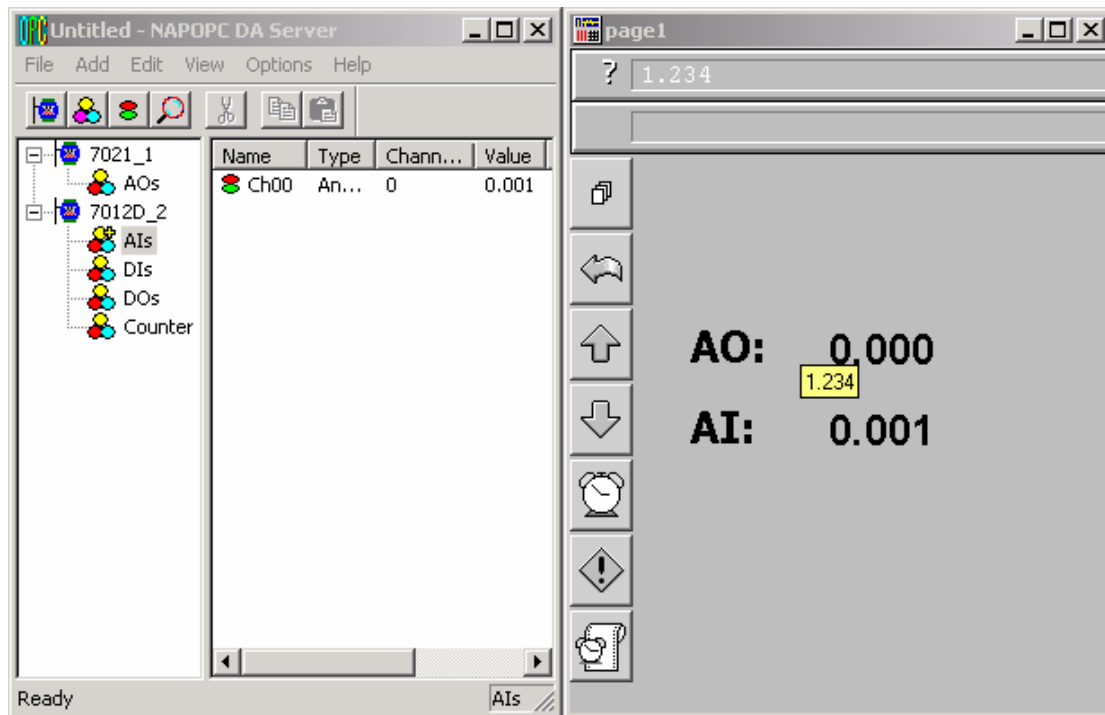 Untitled - NAPOPC DA Server
File Add Edit View Options Help
7021_1
AOs
7012D_2
AIs
DIs
DOs
Counter
Name Type Chann... Value
Ch00 An... 0 0.001
Ready AIs
page1
? 1.234
AO: 0.000
1.234
AI: 0.001